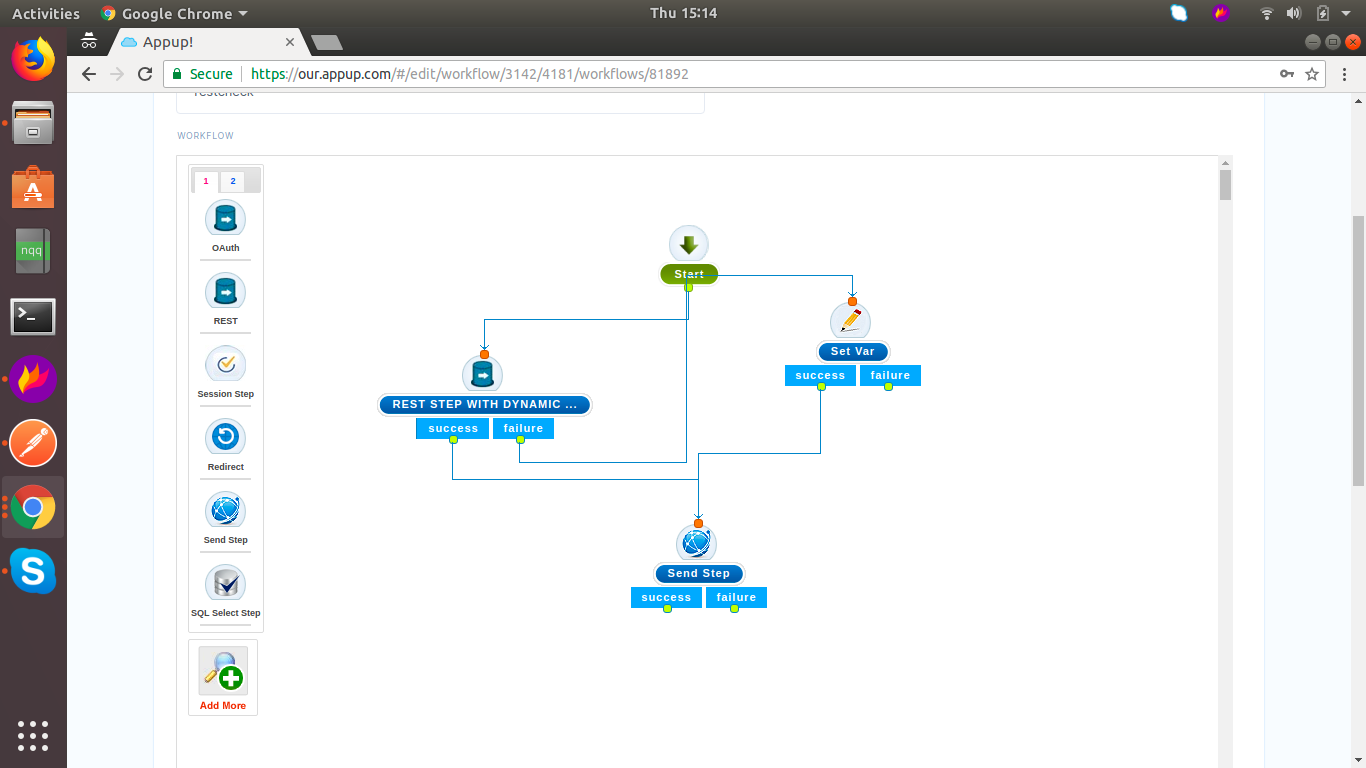 Activities
Google Chrome
Thu 15:14
Appup!
Secure
https://our.appup.com/#/edit/workflow/3142/4181/workflows/81892
Testcheck
WORKFLOW
1 2
OAuth
REST
Session Step
Redirect
Send Step
SQL Select Step
Add More
Start
Set Var
success failure
REST STEP WITH DYNAMIC ...
success failure
Send Step
success failure
nqq